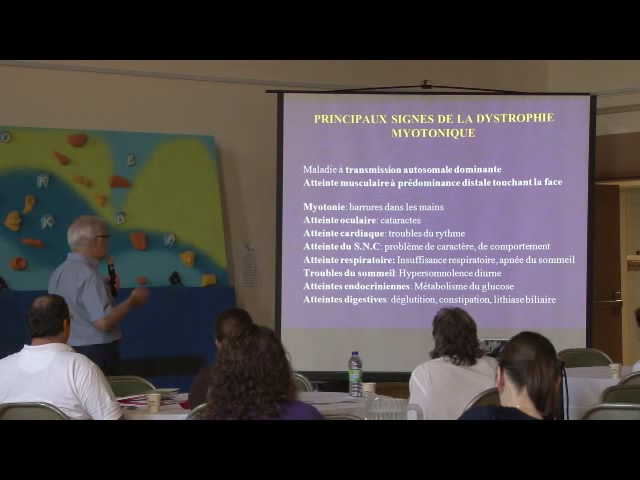 PRINCIPAUX SIGNES DE LA DYSTROPHIE
MYOTONIQUE
Maladie à transmission autosomale dominante
Atteinte musculaire à prédominance distale touchant la face
Myotonie: barrures dans les mains
Atteinte oculaire: cataractes
Atteine cardiaque: troubles du rythme
Atteinte du S.N.C: problème de caractère, de comportement
Atteinte respiratoire: Insuffisance respiratoire, apnée du sommeil
Troubles du sommeil: Hypersomnolence diurne
Atteintes endocriniennes: Métabolisme du glucose
Atteintes digestives: déglutition, constipation, lithiase biliaire